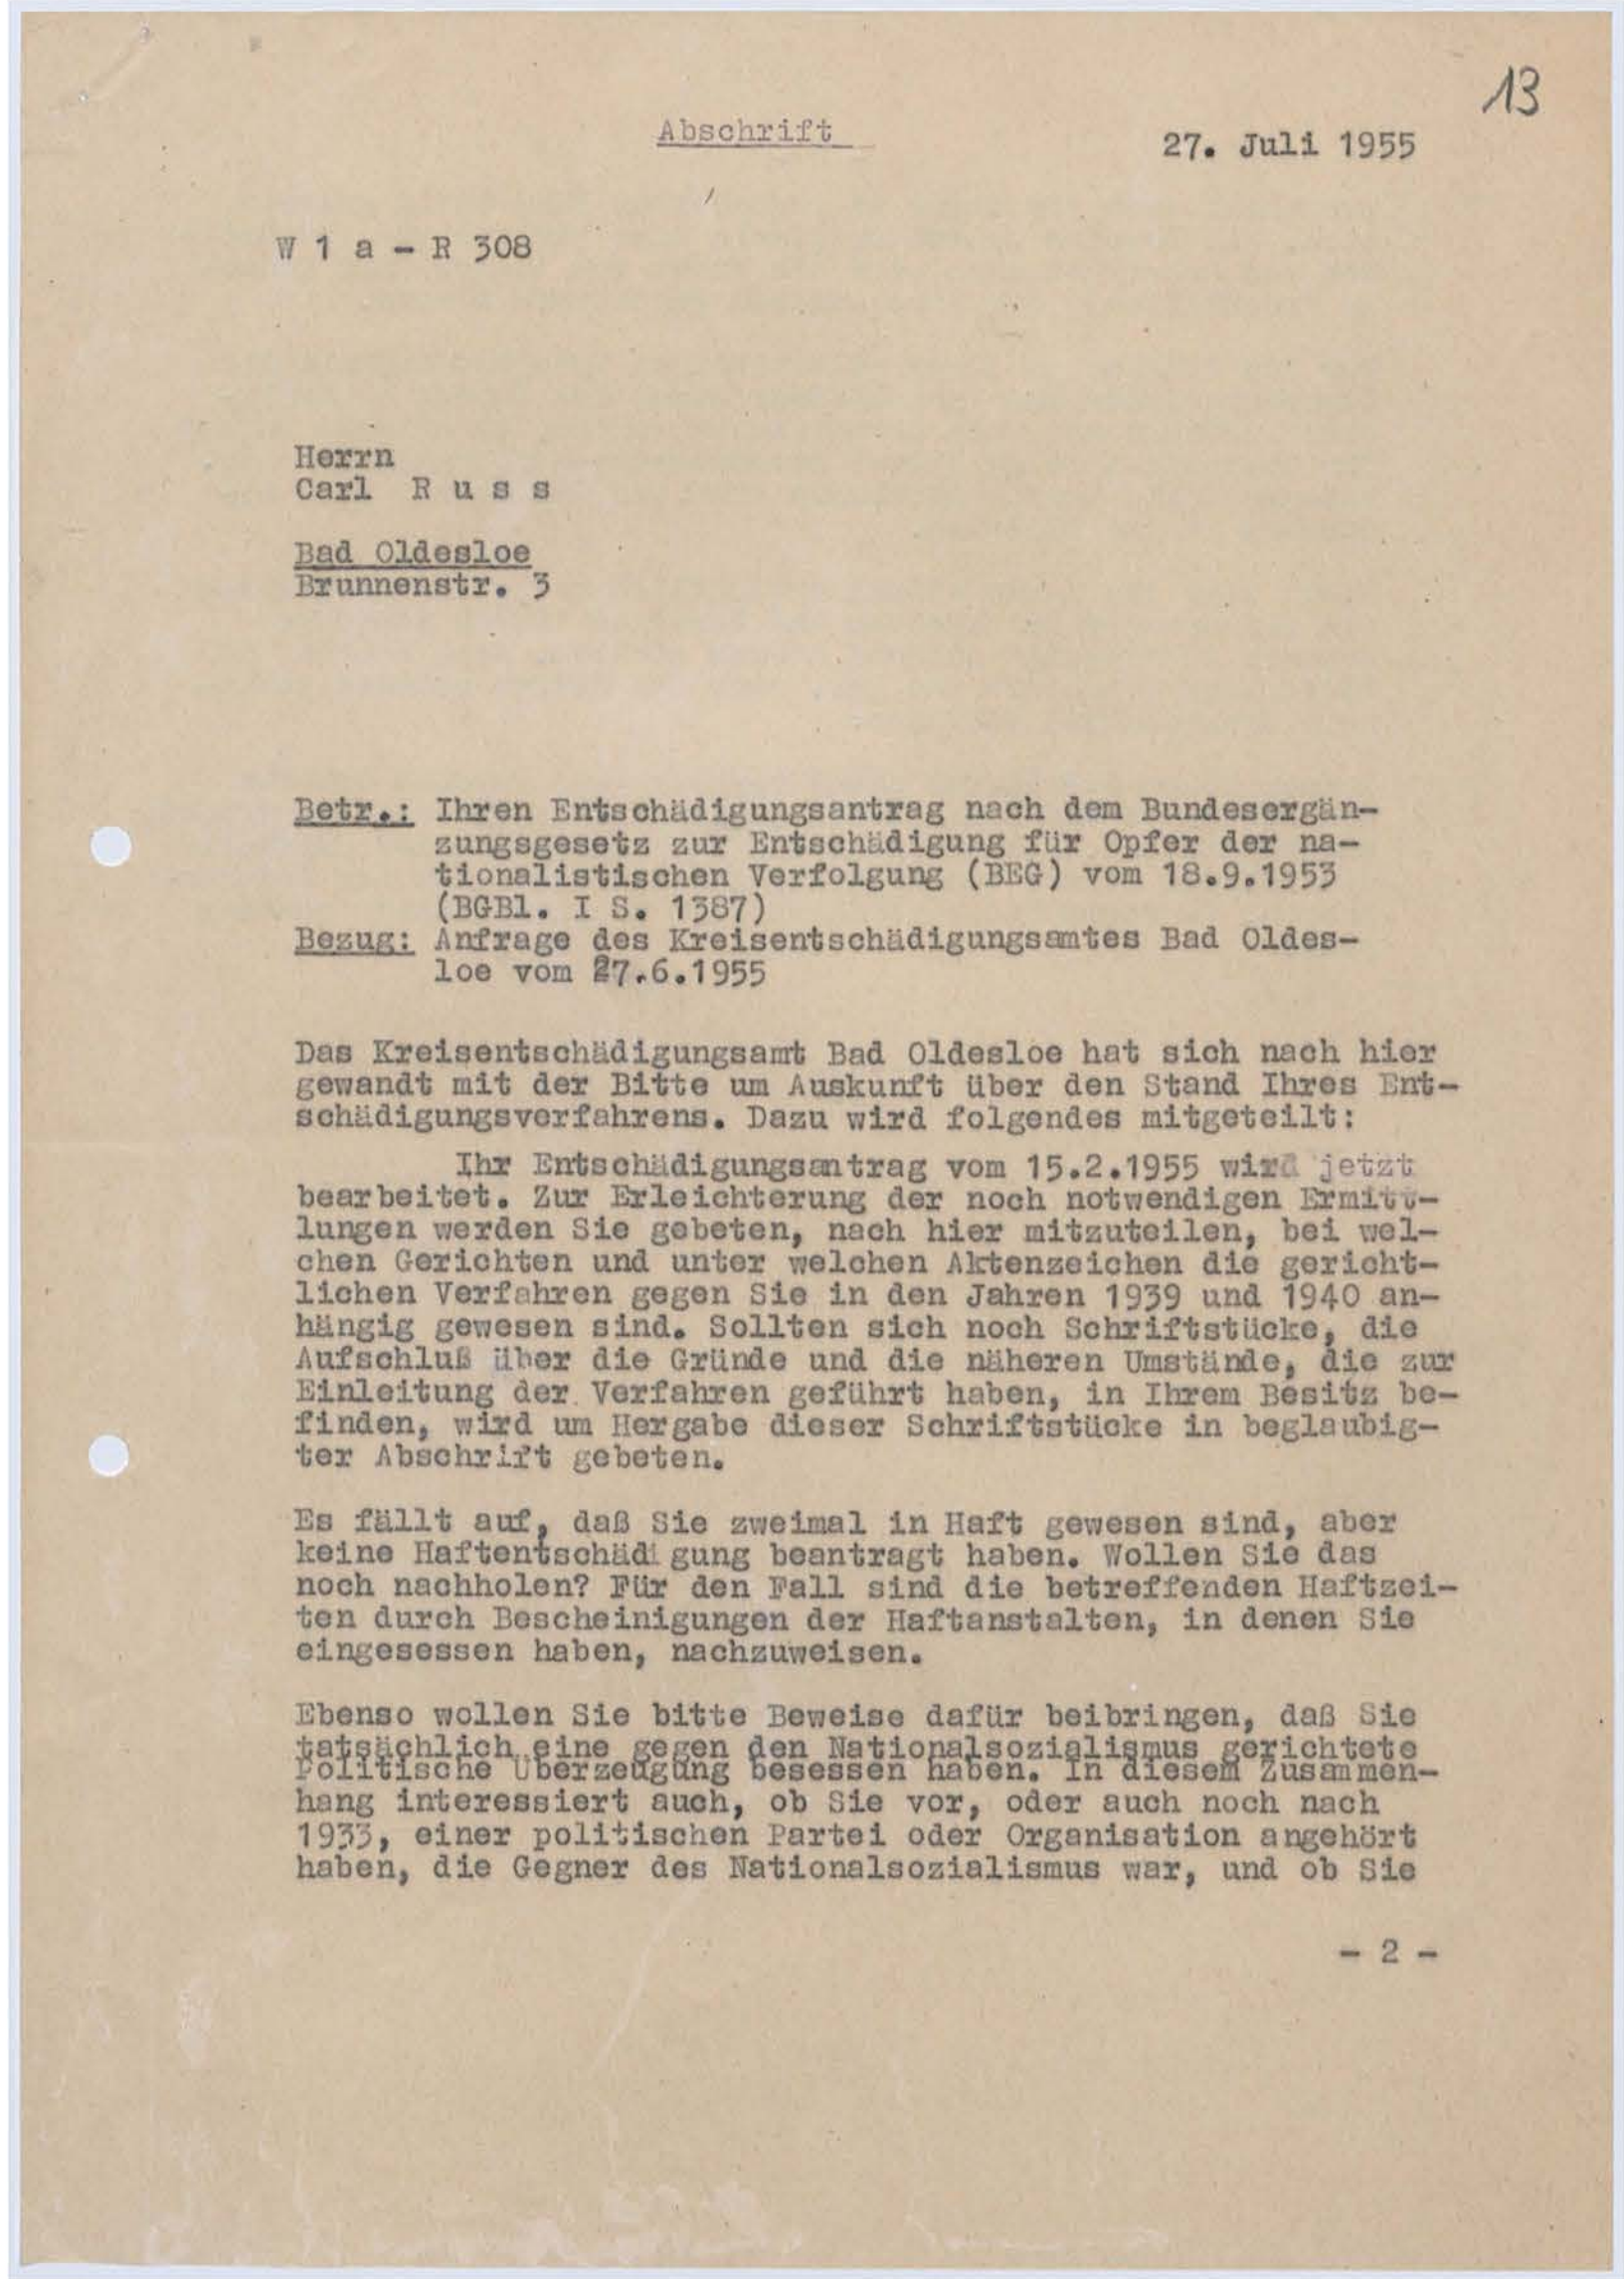 13
Abschrift
27. Juli 1955
W 1 a - R 308
Herrn
Carl R u s s
Bad Oldesloe
Brunnenstr. 3
Betr.: Ihren Entschädigungsantrag nach dem Bundesergän-
zungsgesetz zur Entschädigung für Opfer der na-
tionalistischen Verfolgung (BEG) vom 18.9.1953
(BGBl. I S. 1387)
Bezug: Anfrage des Kreisentschädigungsamtes Bad Oldes-
loe vom 27.6.1955
Das Kreisentschädigungsamt Bad Oldesloe hat sich nach hier
gewandt mit der Bitte um Auskunft über den Stand Ihres Ent-
schädigungsverfahrens. Dazu wird folgendes mitgeteilt:
Ihr Entschädigungsantrag vom 15.2.1955 wird jetzt
bearbeitet. Zur Erleichterung der noch notwendigen Ermitt-
lungen werden Sie gebeten, nach hier mitzuteilen, bei wel-
chen Gerichten und unter welchen Aktenzeichen die gericht-
lichen Verfahren gegen Sie in den Jahren 1939 und 1940 an-
hängig gewesen sind. Sollten sich noch Schriftstücke, die
Aufschluß über die Gründe und die näheren Umstände, die zur
Einleitung der Verfahren geführt haben, in Ihrem Besitz be-
finden, wird um Hergabe dieser Schriftstücke in beglaubig-
ter Abschrift gebeten.
Es fällt auf, daß Sie zweimal in Haft gewesen sind, aber
keine Haftentschädigung beantragt haben. Wollen Sie das
noch nachholen? Für den Fall sind die betreffenden Haftzei-
ten durch Bescheinigungen der Haftanstalten, in denen Sie
eingesessen haben, nachzuweisen.
Ebenso wollen Sie bitte Beweise dafür beibringen, daß Sie
tatsächlich eine gegen den Nationalsozialismus gerichtete
Politische Überzeugung besessen haben. In diesem Zusammen-
hang interessiert auch, ob Sie vor, oder auch noch nach
1933, einer politischen Partei oder Organisation angehört
haben, die Gegner des Nationalsozialismus war, und ob Sie
- 2 -